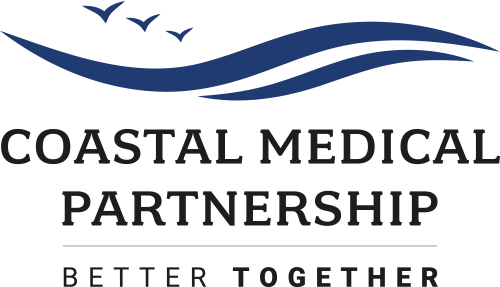 COASTAL MEDICAL
PARTNERSHIP
BETTER TOGETHER